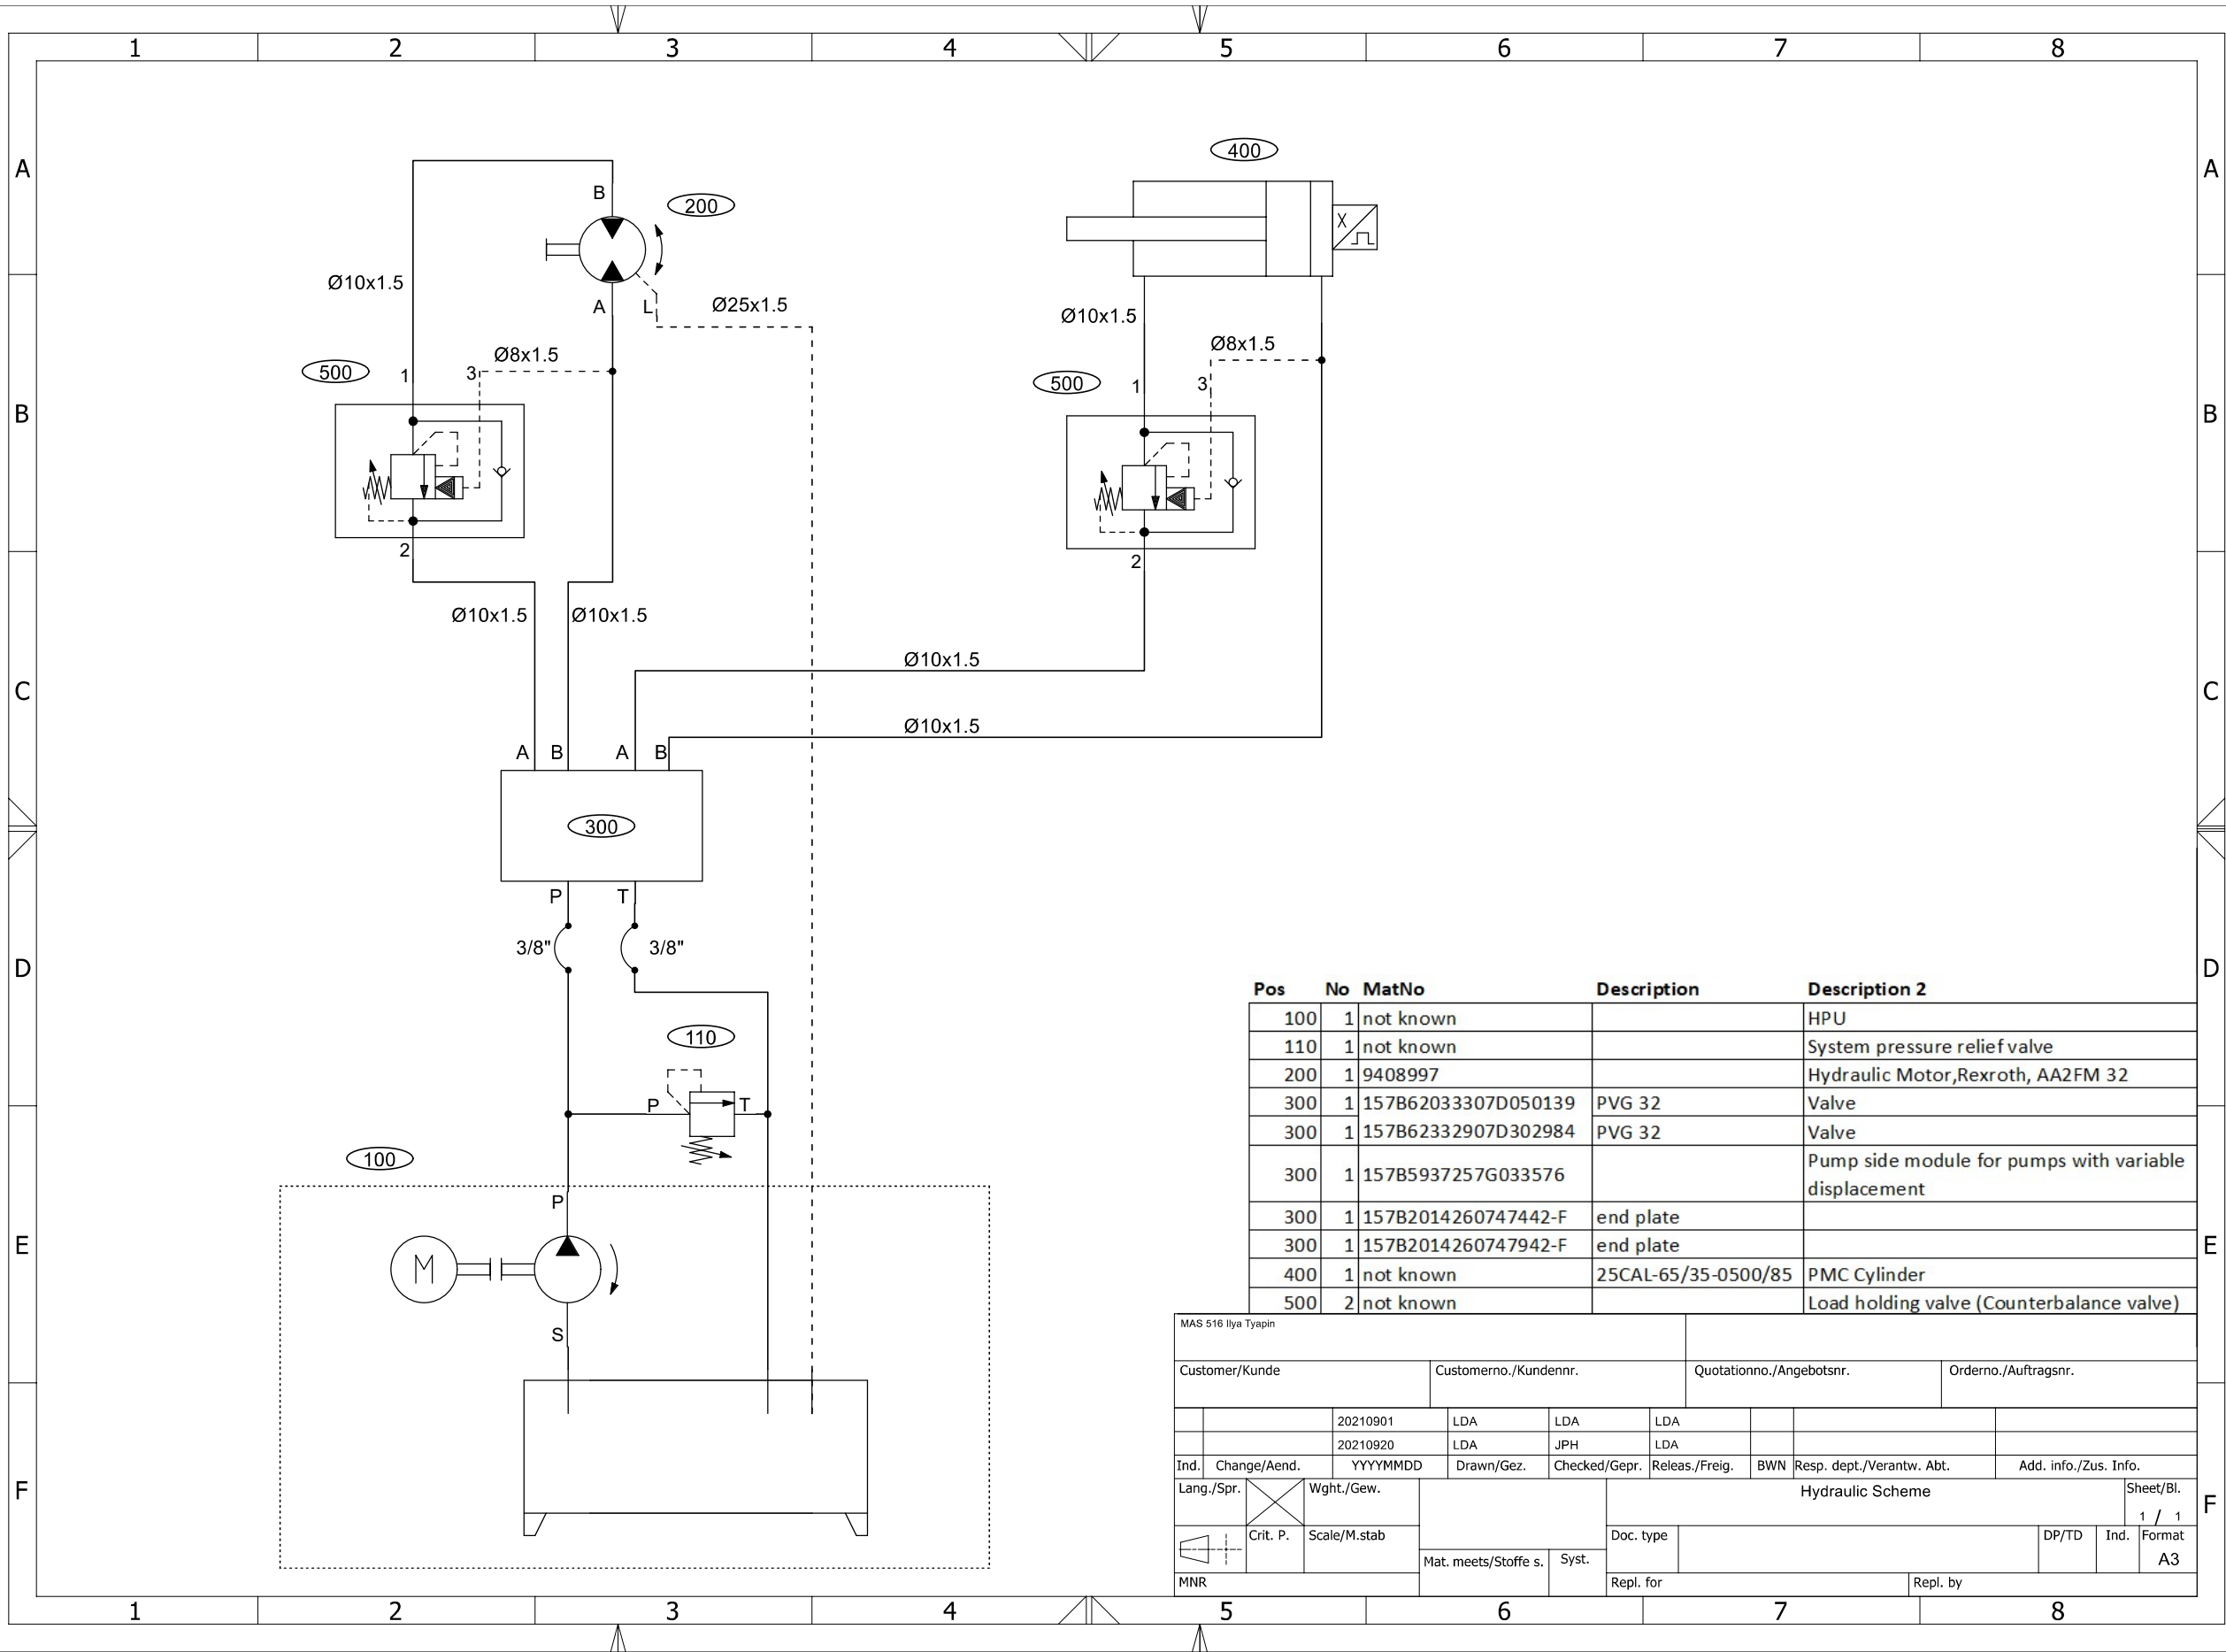 1 2 3 4 5 6 7 8
A A
400
B
200
Ø10x1.5
A L Ø25x1.5
Ø10x1.5
Ø8x1.5
Ø8x1.5
500 1 3
500 1 3
B B
2
2
Ø10x1.5 Ø10x1.5
Ø10x1.5
C C
Ø10x1.5
A B A B
300
P T
3/8" 3/8"
D D
110
P T
100
P
M
S
E E
Pos No MatNo Description Description 2
100 1 not known HPU
110 1 not known System pressure relief valve
200 1 9408997 Hydraulic Motor,Rexroth, AA2FM 32
300 1 157B62033307D050139 PVG 32 Valve
300 1 157B62332907D302984 PVG 32 Valve
300 1 157B5937257G033576 Pump side module for pumps with variable
displacement
300 1 157B2014260747442-F end plate
300 1 157B2014260747942-F end plate
400 1 not known 25CAL-65/35-0500/85 PMC Cylinder
500 2 not known Load holding valve (Counterbalance valve)
MAS 516 Ilya Tyapin
Customer/Kunde Customerno./Kundennr. Quotationno./Angebotsnr. Orderno./Auftragsnr.
20210901 LDA LDA LDA
20210920 LDA JPH LDA
Ind. Change/Aend. YYYYMMDD Drawn/Gez. Checked/Gepr. Releas./Freig. BWN Resp. dept./Verantw. Abt. Add. info./Zus. Info.
Lang./Spr. Wght./Gew. Hydraulic Scheme Sheet/Bl.
1 / 1
F F
Crit. P. Scale/M.stab Doc. type DP/TD Ind. Format
A3
Mat. meets/Stoffe s. Syst.
MNR Repl. for Repl. by
1 2 3 4 5 6 7 8